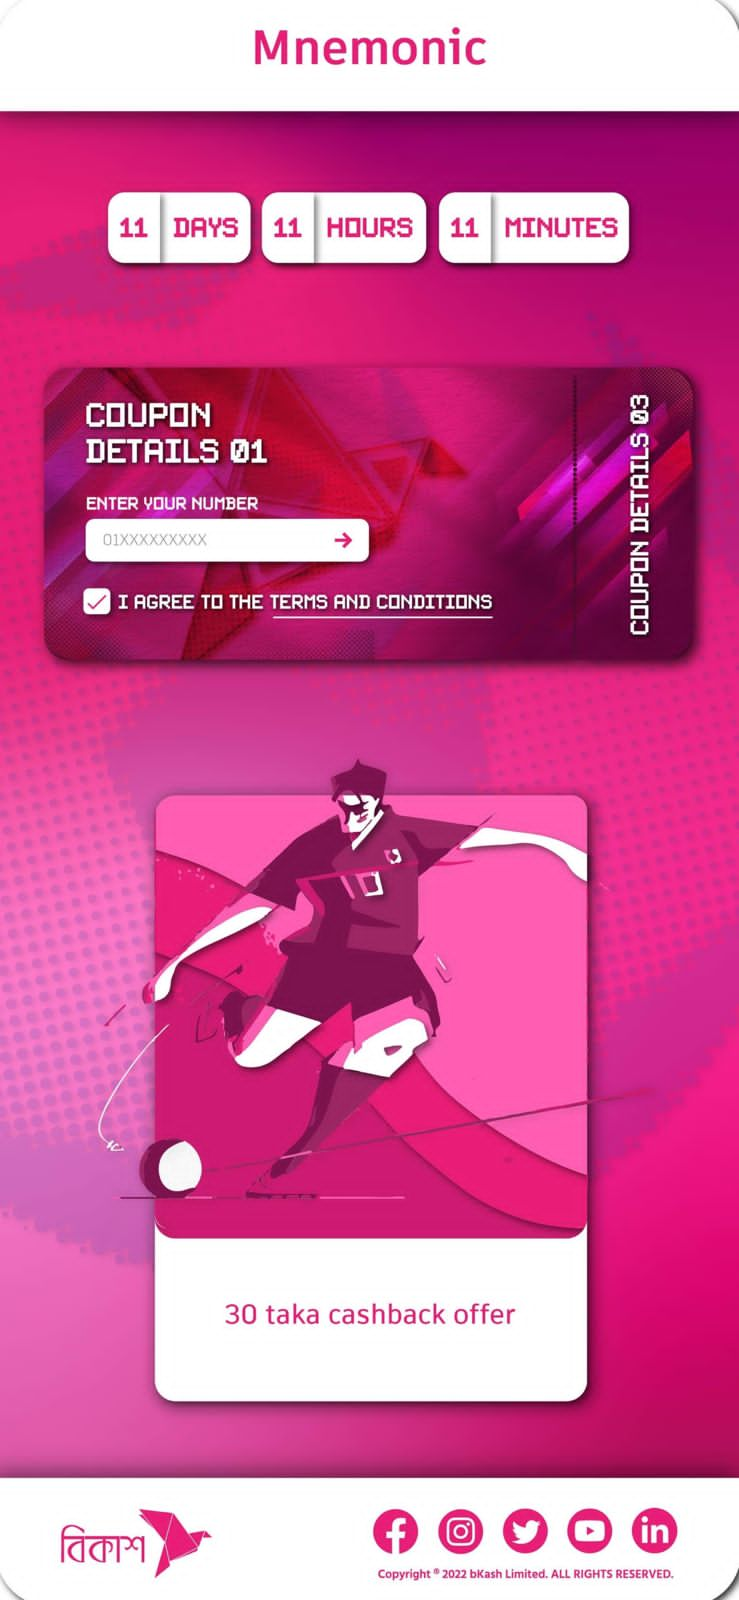 Mnemonic
11 DAYS 11 HOURS 11 MINUTES
COUPON
DETAILS 01
ENTER YOUR NUMBER
01XXXXXXXXX
I AGREE TO THE TERMS AND CONDITIONS
COUPON DETAILS 03
10
30 taka cashback offer
বিকাশ
Copyright ® 2022 bKash Limited. ALL RIGHTS RESERVED.